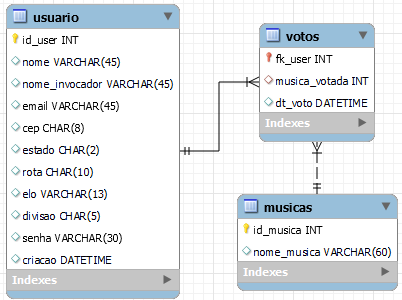 usuario
id_user INT
nome VARCHAR(45)
nome_invocador VARCHAR(45)
email VARCHAR(45)
cep CHAR(8)
estado CHAR(2)
rota CHAR(10)
elo VARCHAR(13)
divisao CHAR(5)
senha VARCHAR(30)
criacao DATETIME
Indexes
votos
fk_user INT
musica_votada INT
dt_voto DATETIME
Indexes
musicas
id_musica INT
nome_musica VARCHAR(60)
Indexes